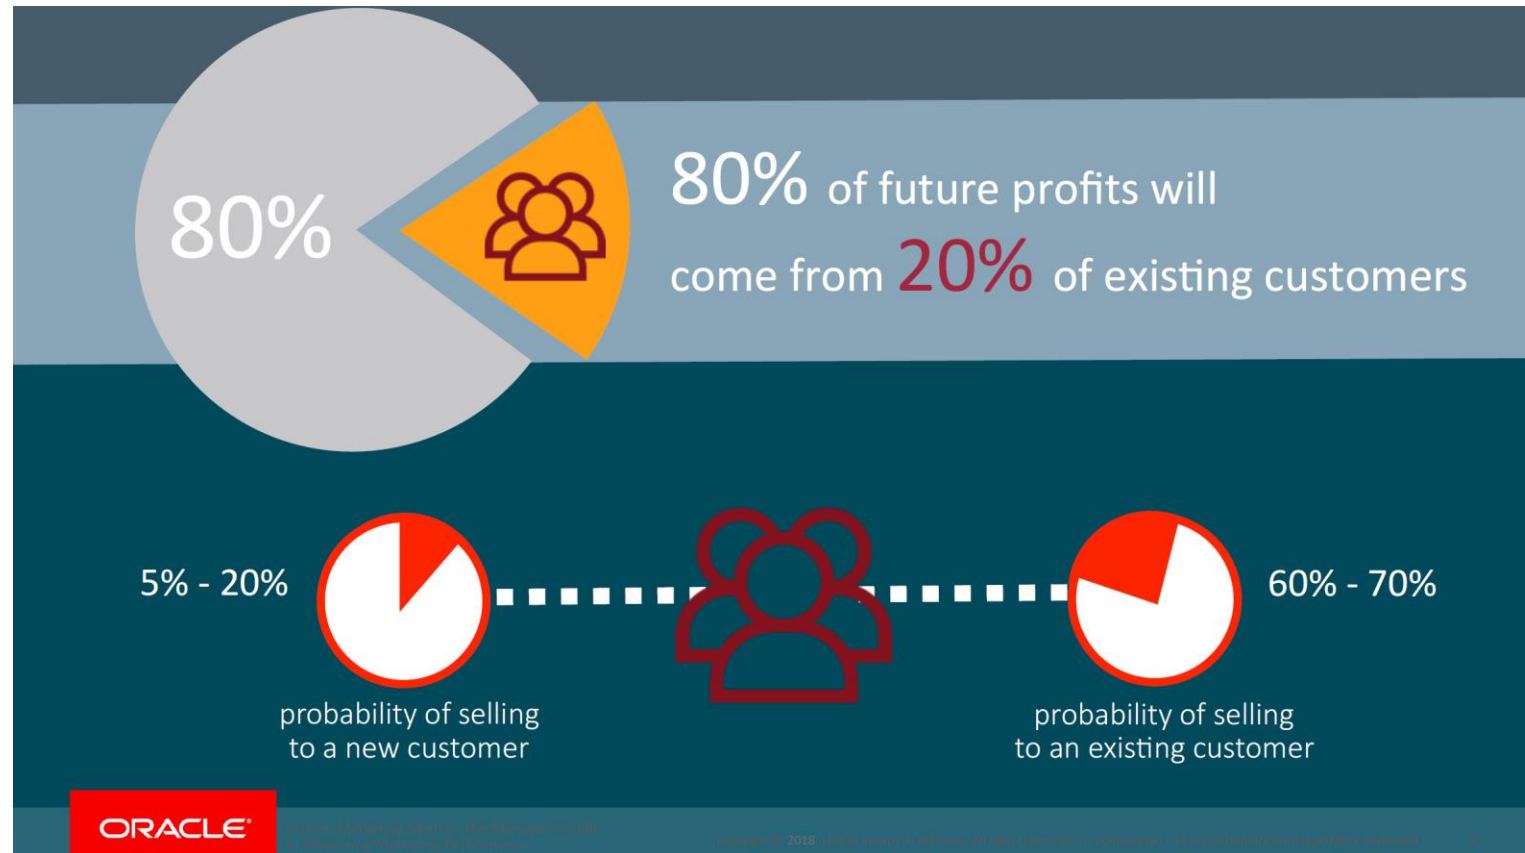 80%
80% of future profits will
come from 20% of existing customers
5% - 20%
60% - 70%
probability of selling
to a new customer
probability of selling
to an existing customer
ORACLE
2018